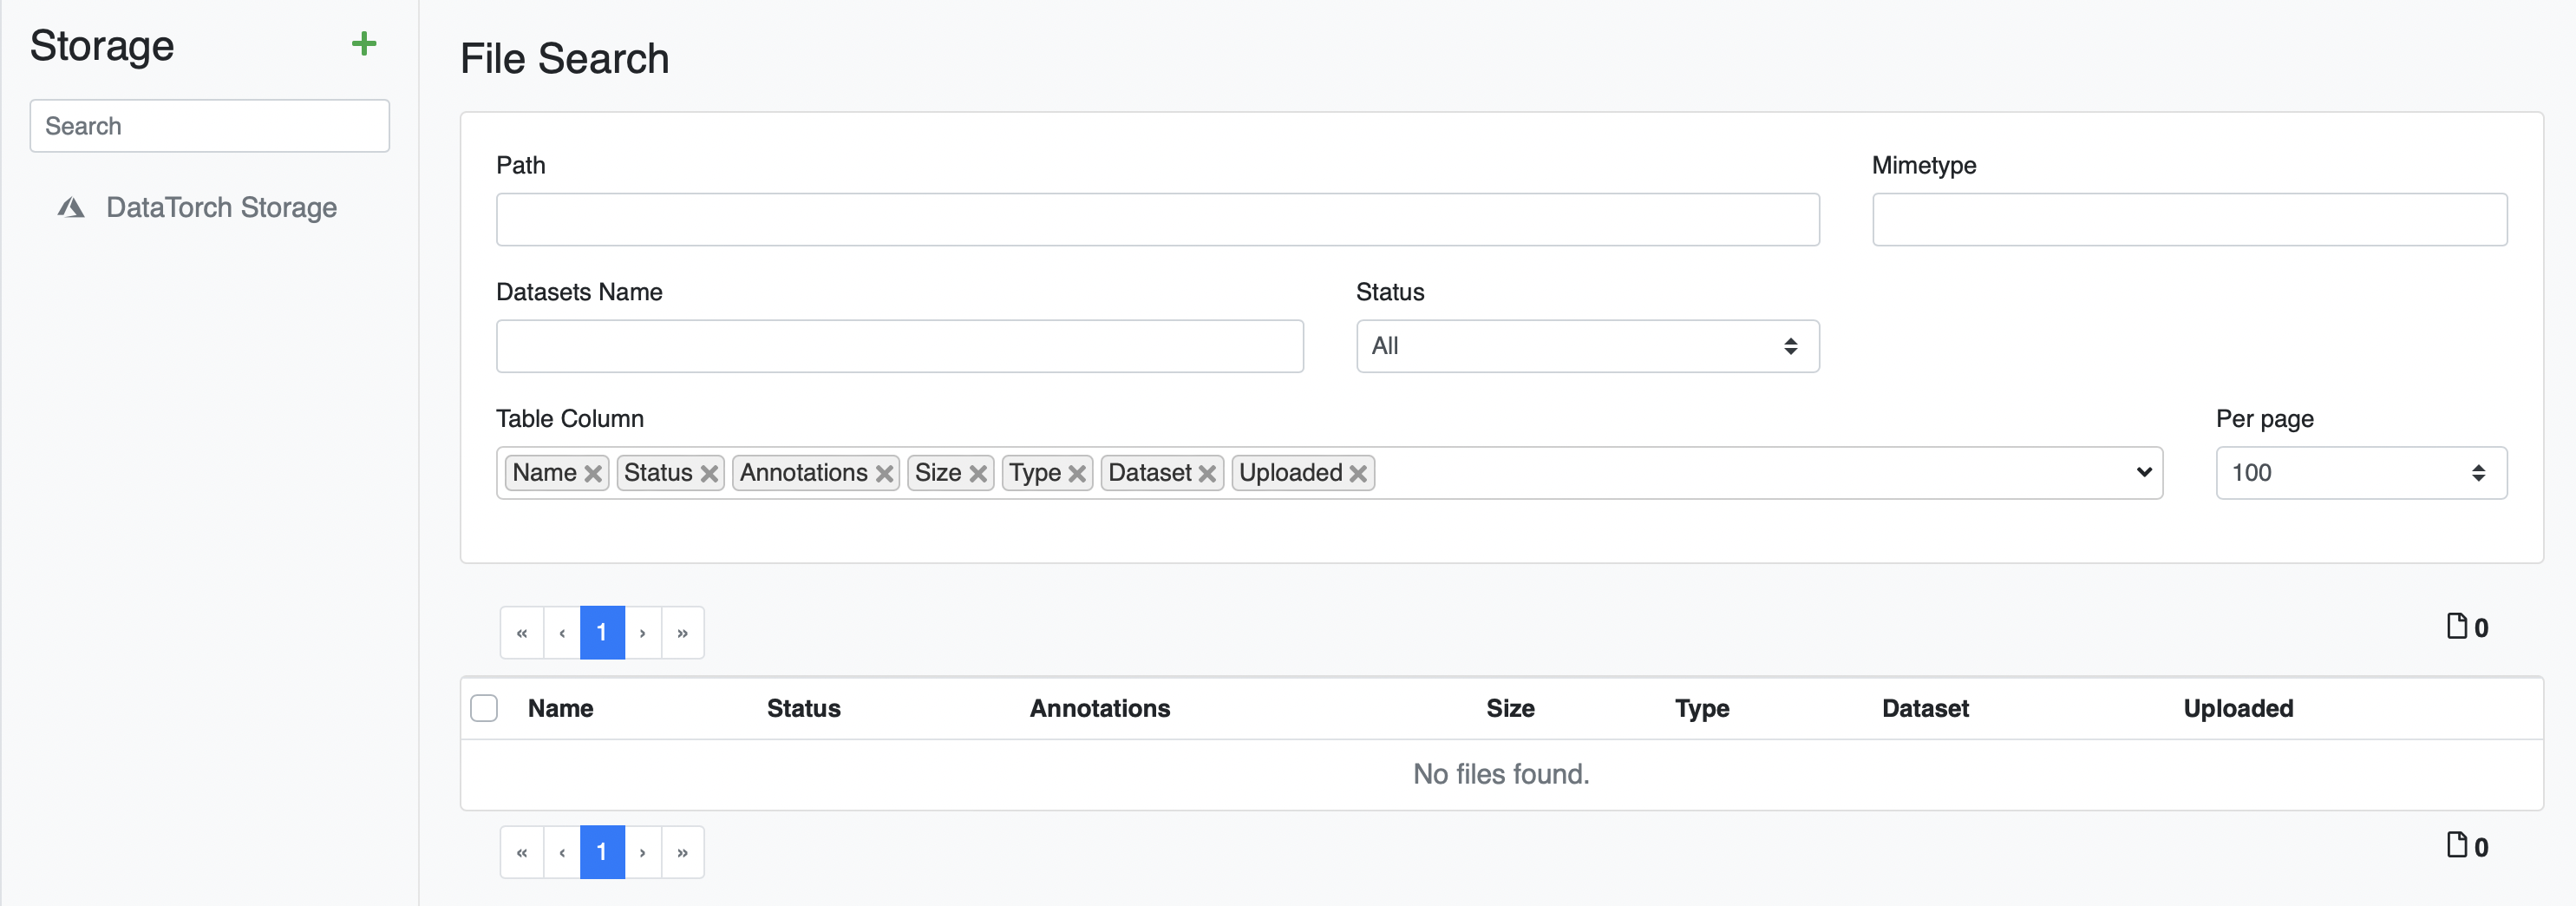 Storage
Search
DataTorch Storage
File Search
Path
Mimetype
Datasets Name
Status
All
Table Column
Per page
Name Status Annotations Size Type Dataset Uploaded
100
« ‹ 1 › »
0
Name Status Annotations Size Type Dataset Uploaded
No files found.
« ‹ 1 › »
0